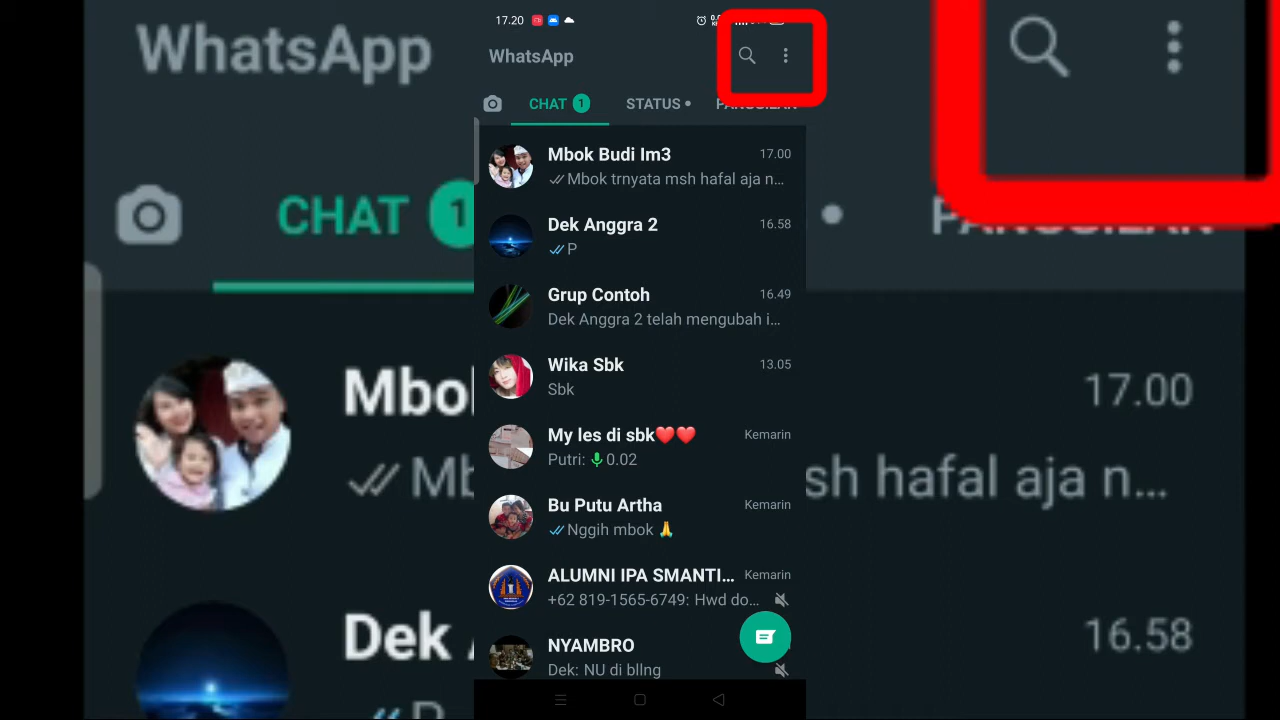 17.20
WhatsApp
CHAT 1 STATUS •
Mbok Budi Im3 17.00
Mbok trnyata msh hafal aja n...
Dek Anggra 2 16.58
P
Grup Contoh 16.49
Dek Anggra 2 telah mengubah i...
Wika Sbk 13.05
Sbk
My les di sbk❤️❤️ Kemarin
Putri: 0.02
Bu Putu Artha Kemarin
Nggih mbok 🙏
ALUMNI IPA SMANTI... Kemarin
+62 819-1565-6749: Hwd do...
NYAMBRO
Dek: NU di bllng
WhatsApp
CHAT 1
Mbo 17.00
M sh hafal aja n...
Dek 16.58